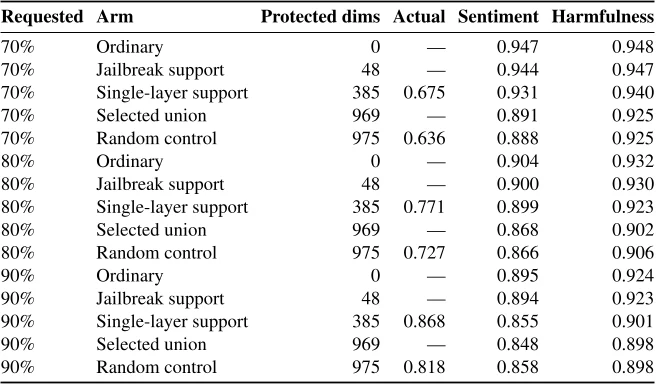 Requested Arm Protected dims Actual Sentiment Harmfulness
70% Ordinary 0 — 0.947 0.948
70% Jailbreak support 48 — 0.944 0.947
70% Single-layer support 385 0.675 0.931 0.940
70% Selected union 969 — 0.891 0.925
70% Random control 975 0.636 0.888 0.925
80% Ordinary 0 — 0.904 0.932
80% Jailbreak support 48 — 0.900 0.930
80% Single-layer support 385 0.771 0.899 0.923
80% Selected union 969 — 0.868 0.902
80% Random control 975 0.727 0.866 0.906
90% Ordinary 0 — 0.895 0.924
90% Jailbreak support 48 — 0.894 0.923
90% Single-layer support 385 0.868 0.855 0.901
90% Selected union 969 — 0.848 0.898
90% Random control 975 0.818 0.858 0.898